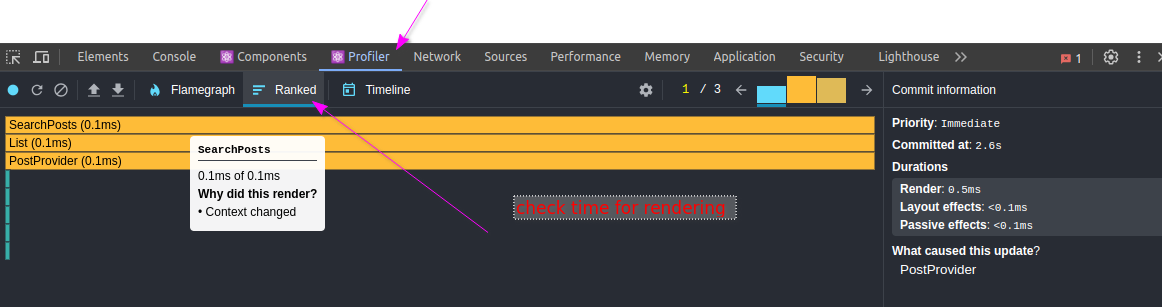 Elements Console Components Profiler Network Sources Performance Memory Application Security Lighthouse 1
Flamegraph Ranked Timeline 1 / 3 Commit information
SearchPosts (0.1ms)
List (0.1ms)
PostProvider (0.1ms)
SearchPosts
0.1ms of 0.1ms
Why did this render?
• Context changed
check time for rendering
Priority: Immediate
Committed at: 2.6s
Durations
Render: 0.5ms
Layout effects: <0.1ms
Passive effects: <0.1ms
What caused this update?
PostProvider